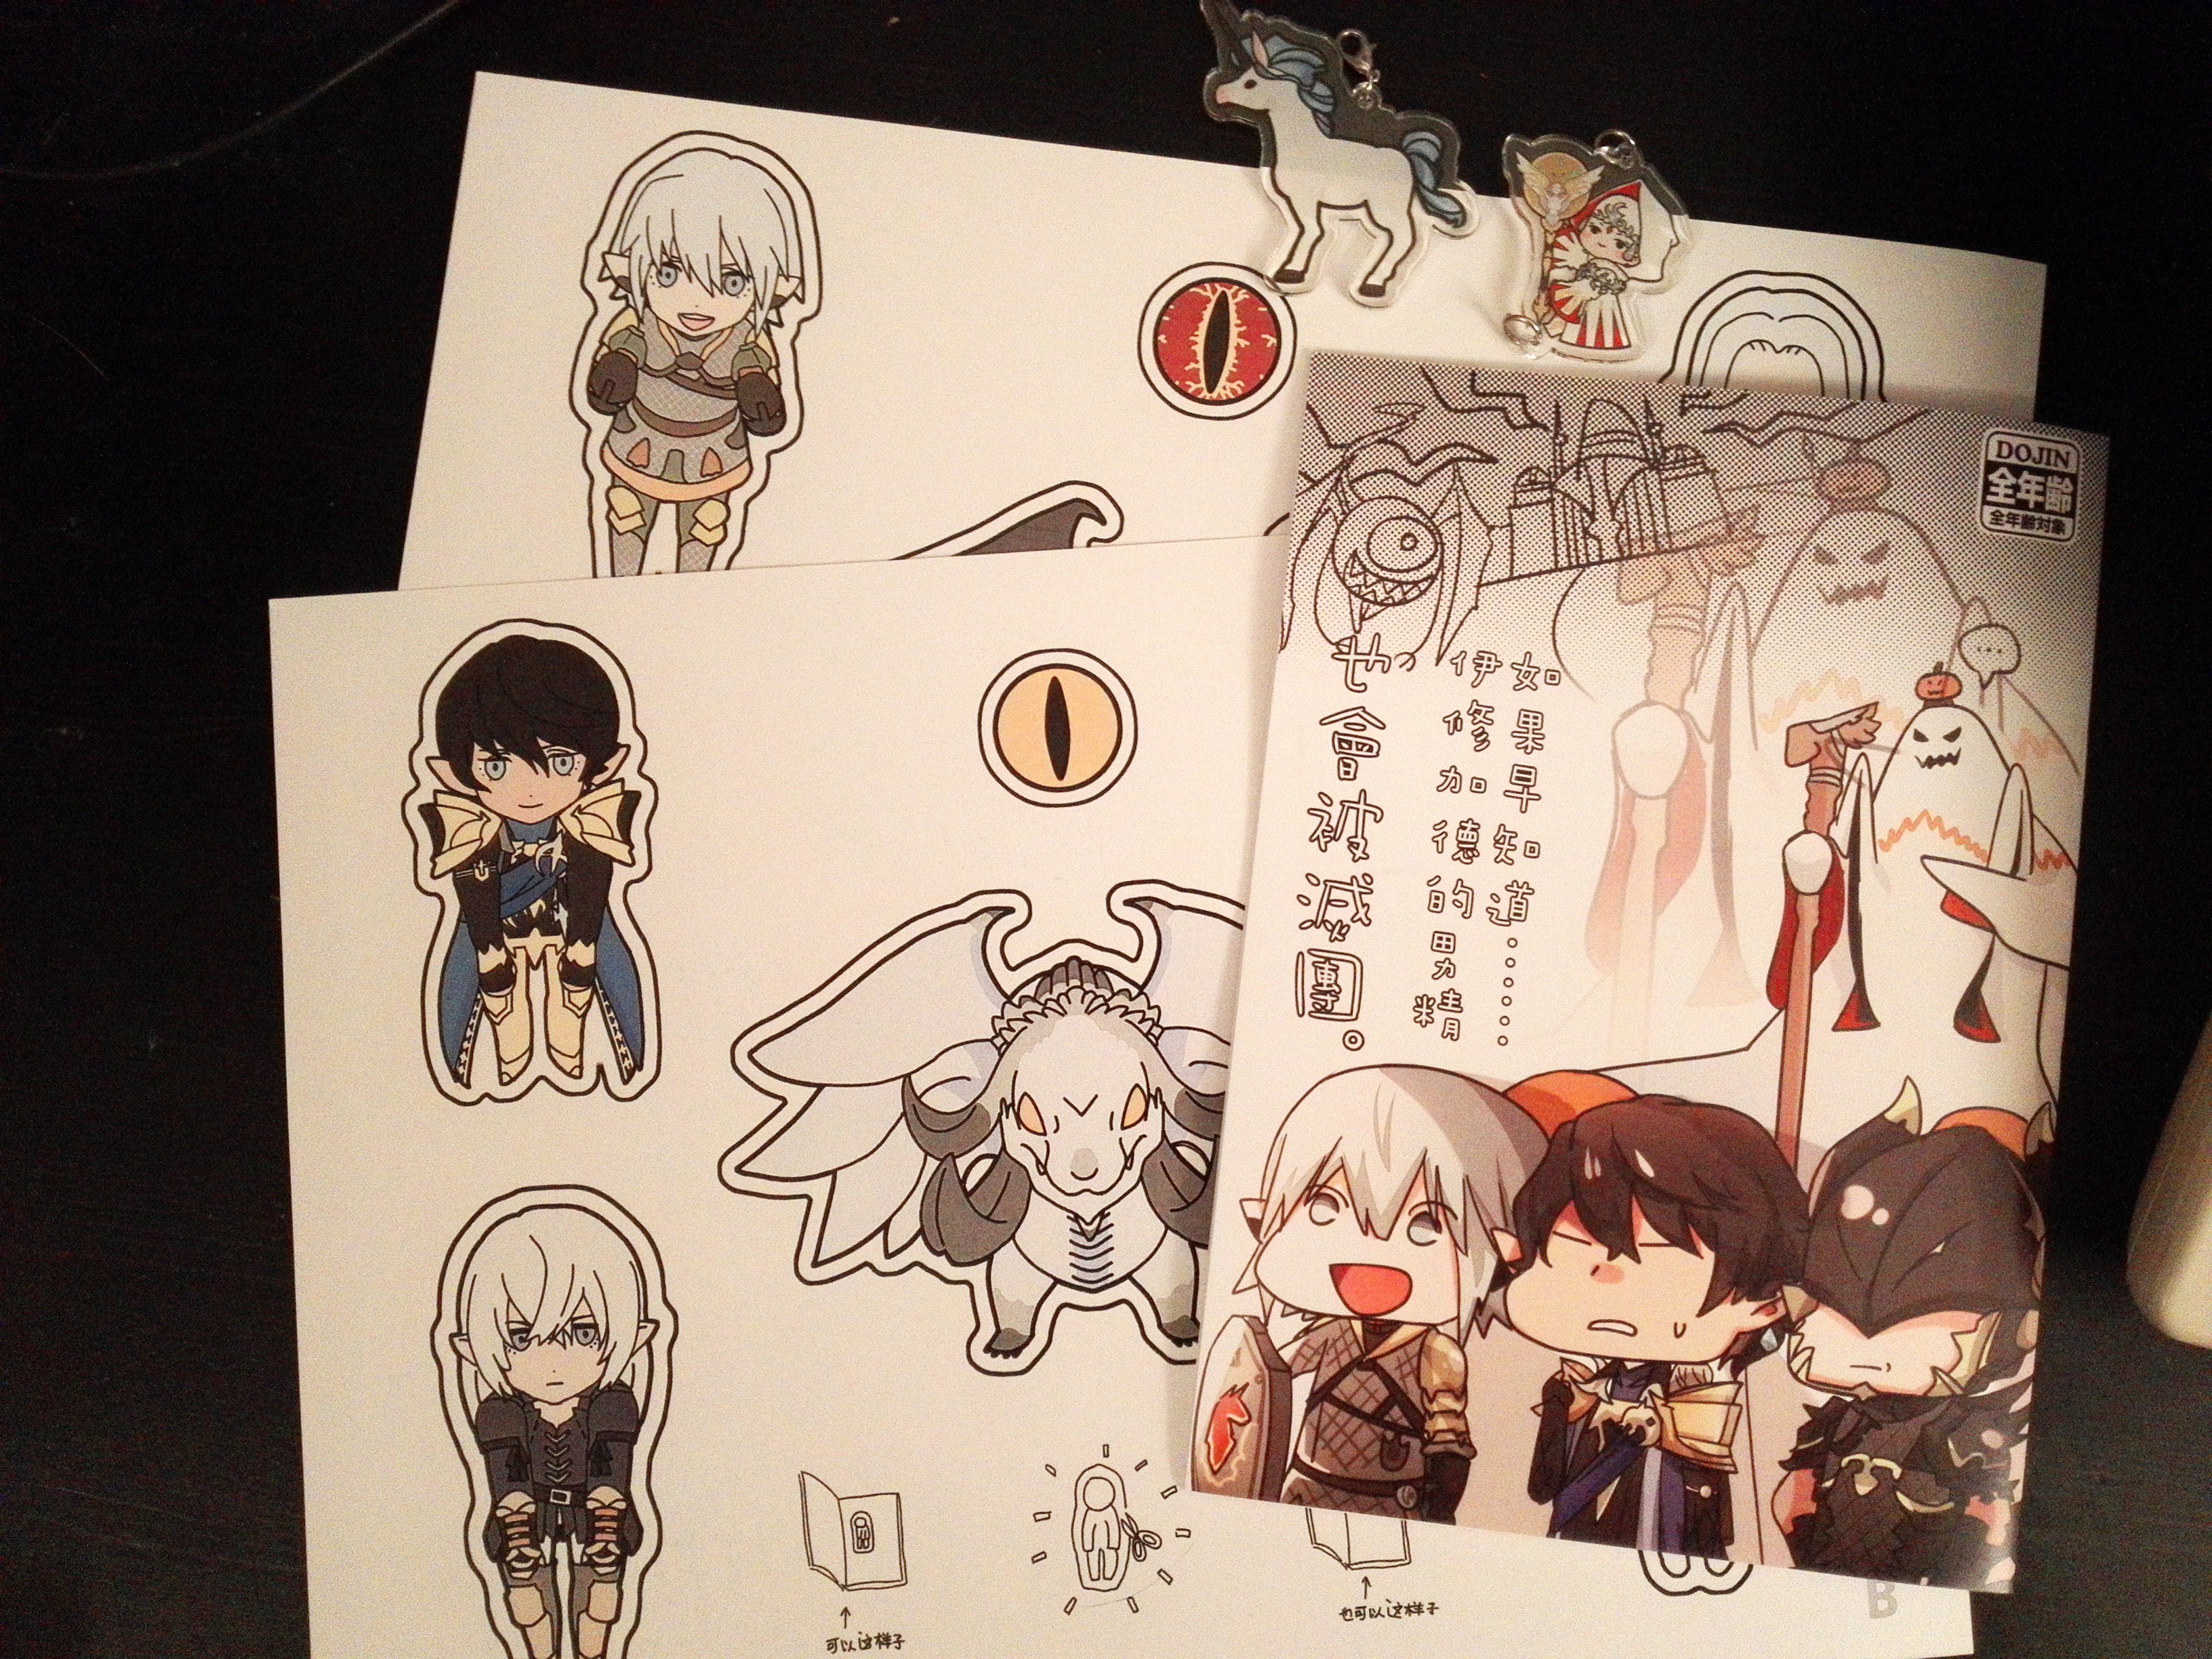 DOJIN
全年齡
全年齡対象
如果早知道......
伊修加德的男精
也會被滅團。
...
可以这样子
也可以这样子
B